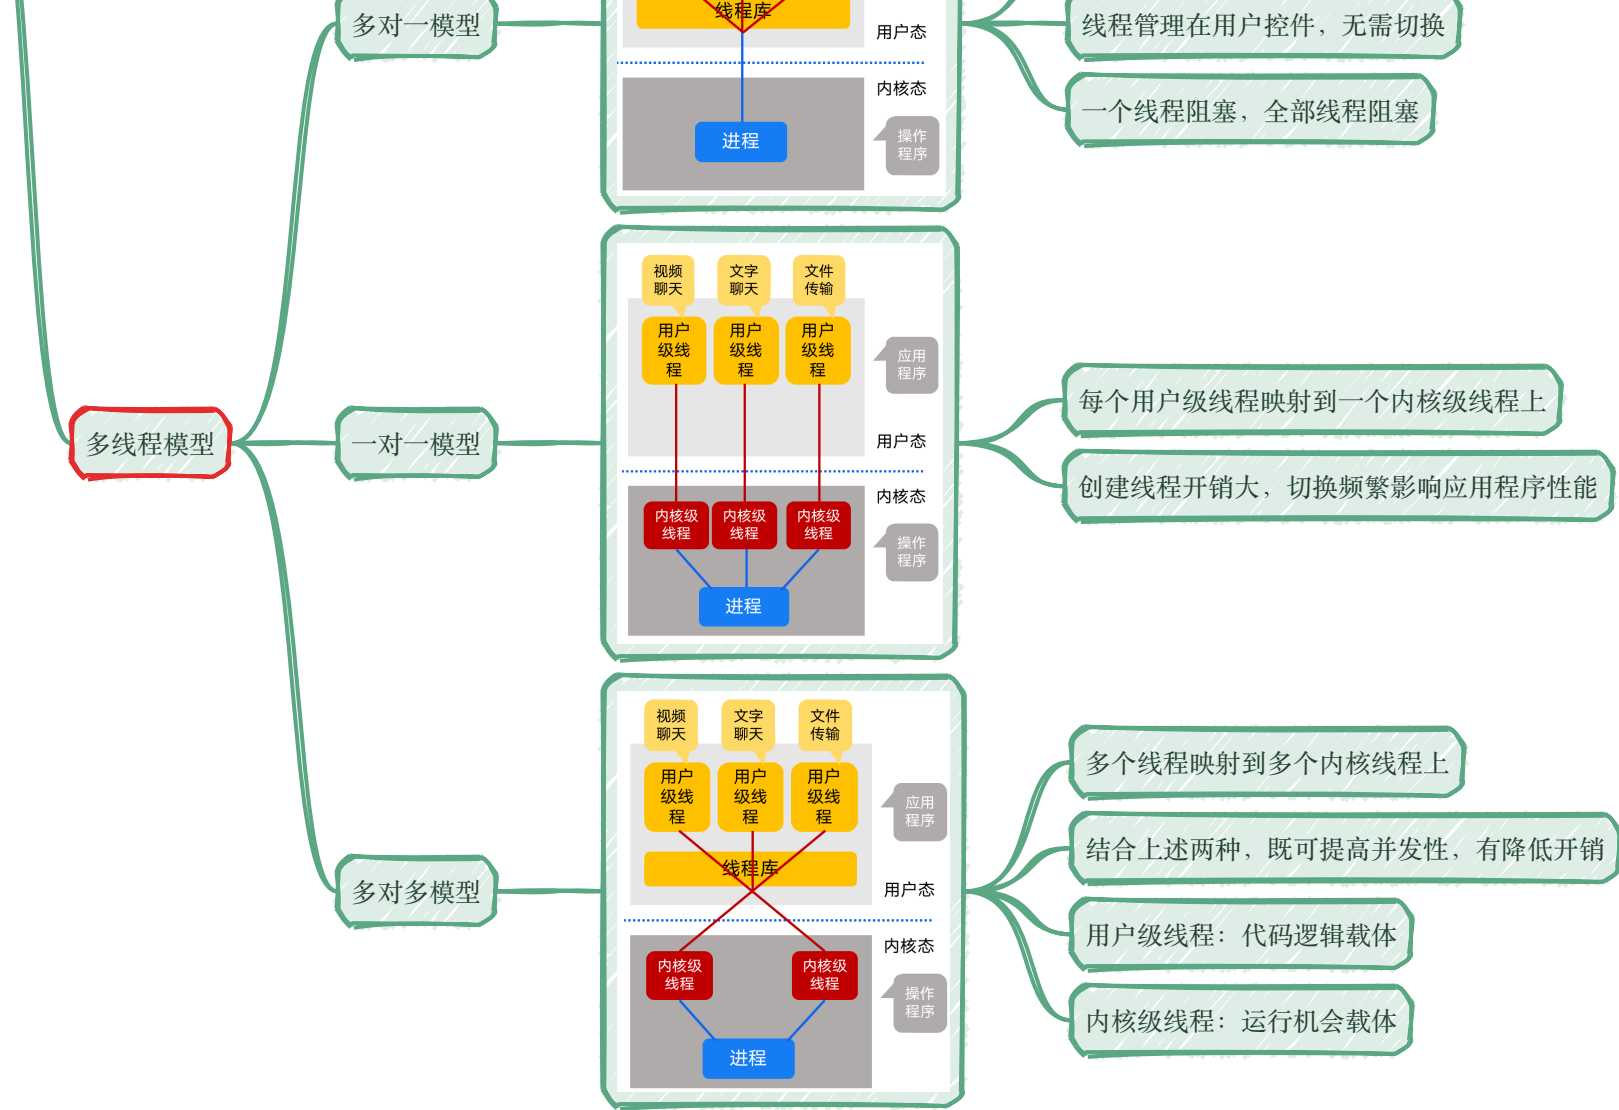 多线程模型
多对一模型
线程库
用户态
内核态
进程
操作
程序
线程管理在用户控件，无需切换
一个线程阻塞，全部线程阻塞
一对一模型
视频
聊天
文字
聊天
文件
传输
用户
级线
程
用户
级线
程
用户
级线
程
应用
程序
用户态
内核态
内核级
线程
内核级
线程
内核级
线程
操作
程序
进程
每个用户级线程映射到一个内核级线程上
创建线程开销大，切换频繁影响应用程序性能
多对多模型
视频
聊天
文字
聊天
文件
传输
用户
级线
程
用户
级线
程
用户
级线
程
应用
程序
线程库
用户态
内核态
内核级
线程
内核级
线程
操作
程序
进程
多个线程映射到多个内核线程上
结合上述两种，既可提高并发性，有降低开销
用户级线程：代码逻辑载体
内核级线程：运行机会载体